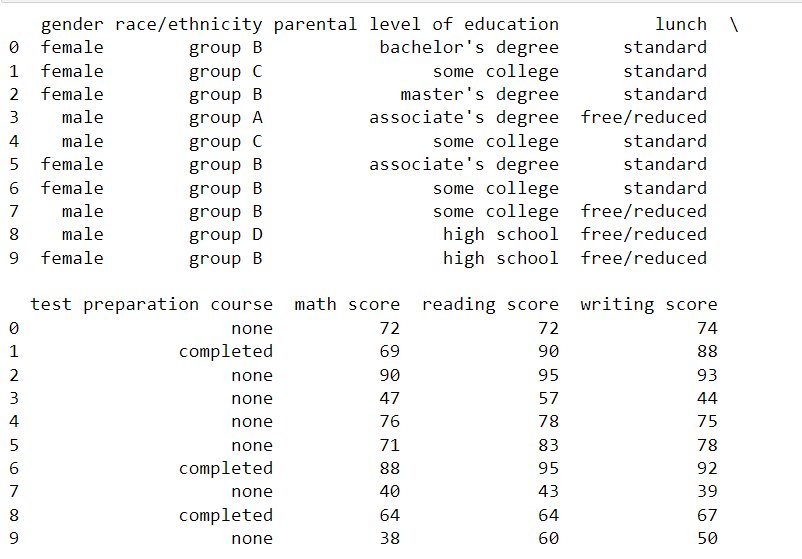 gender race/ethnicity parental level of education lunch \
0 female group B bachelor's degree standard
1 female group C some college standard
2 female group B master's degree standard
3 male group A associate's degree free/reduced
4 male group C some college standard
5 female group B associate's degree standard
6 female group B some college standard
7 male group B some college free/reduced
8 male group D high school free/reduced
9 female group B high school free/reduced
test preparation course math score reading score writing score
0 none 72 72 74
1 completed 69 90 88
2 none 90 95 93
3 none 47 57 44
4 none 76 78 75
5 none 71 83 78
6 completed 88 95 92
7 none 40 43 39
8 completed 64 64 67
9 none 38 60 50